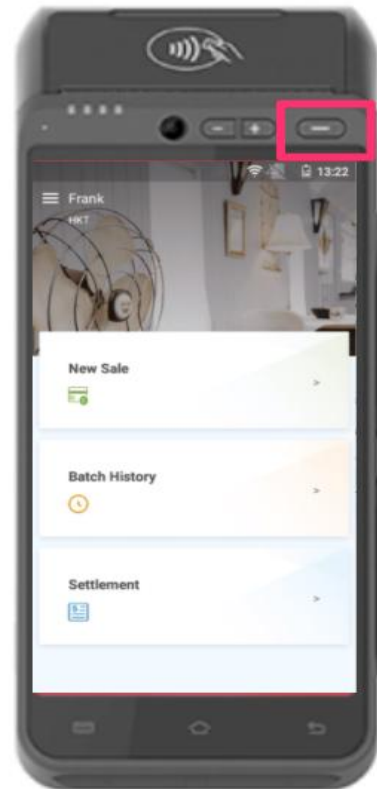 - +
13:22
Frank
HKT
New Sale
>
Batch History
>
Settlement
>